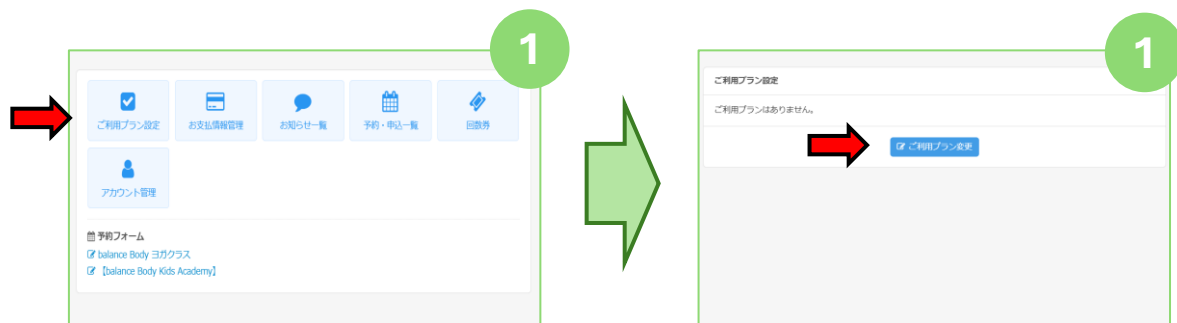 1
ご利用プラン設定
お支払情報管理
お知らせ一覧
予約・申込一覧
回数券
アカウント管理
予約フォーム
balance Body ヨガクラス
【balance Body Kids Academy】
1
ご利用プラン設定
ご利用プランはありません。
ご利用プラン変更